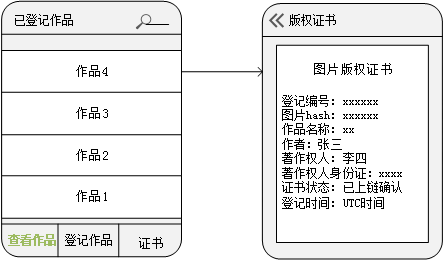 已登记作品
作品4
作品3
作品2
作品1
查看作品
登记作品
证书
版权证书
图片版权证书
登记编号: xxxxxx
图片hash: xxxxxx
作品名称: xx
作者: 张三
著作权人: 李四
著作权人身份证: xxxx
证书状态: 已上链确认
登记时间: UTC时间